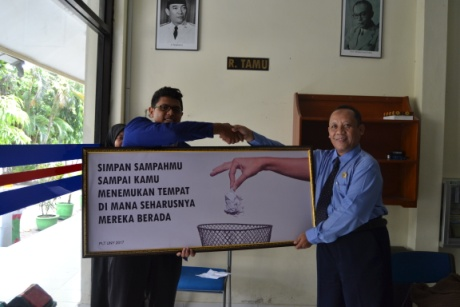 R. TAMU
SIMPAN SAMPAHMU
SAMPAI KAMU
MENEMUKAN TEMPAT
DI MANA SEHARUSNYA
MEREKA BERADA